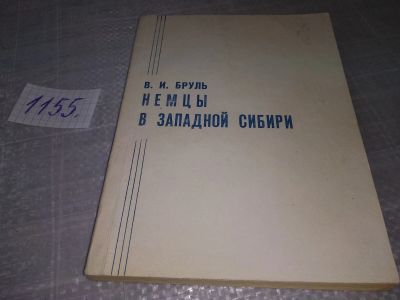 1155.
В. И. БРУЛЬ
НЕМЦЫ
В ЗАПАДНОЙ СИБИРИ